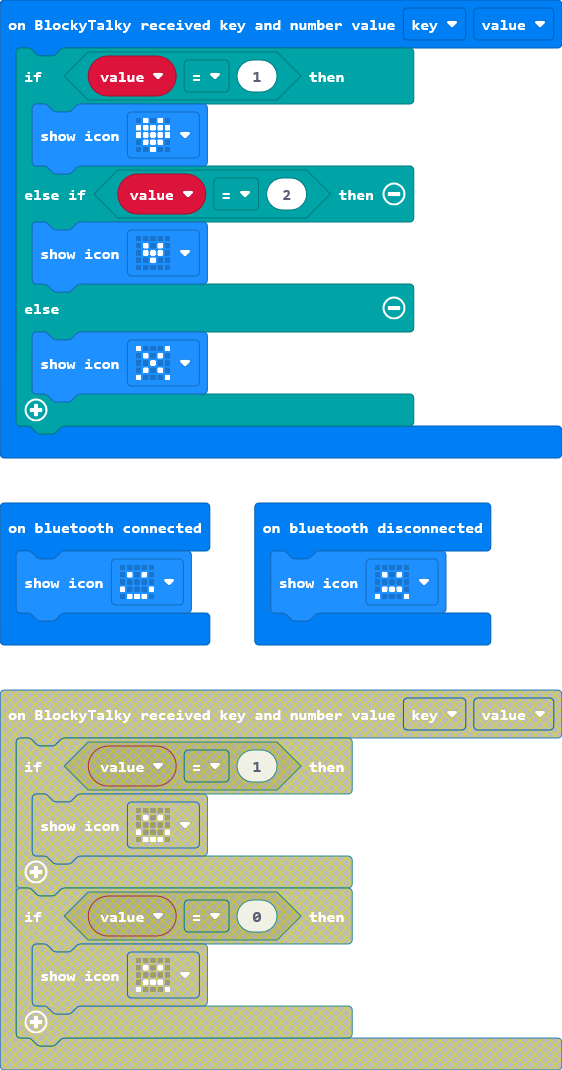 on BlockyTalky received key and number value key value
if value = 1 then
show icon
else if value = 2 then
show icon
else
show icon
on bluetooth connected
show icon
on bluetooth disconnected
show icon
on BlockyTalky received key and number value key value
if value = 1 then
show icon
if value = 0 then
show icon